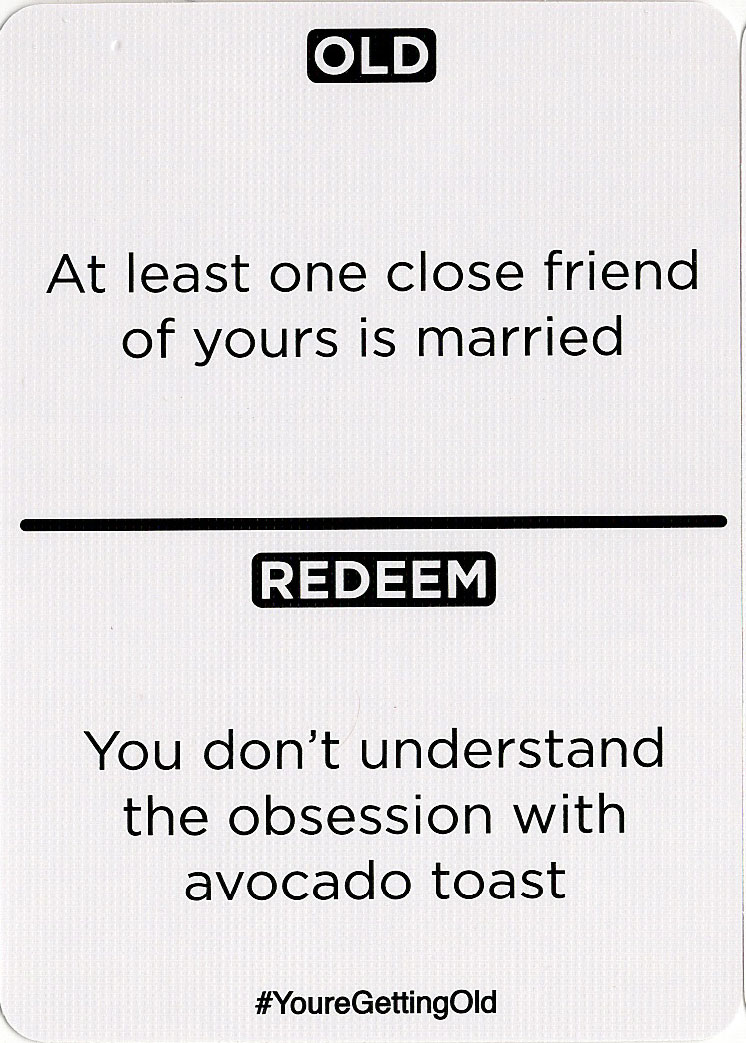 OLD
At least one close friend
of yours is married
REDEEM
You don't understand
the obsession with
avocado toast
#YoureGettingOld